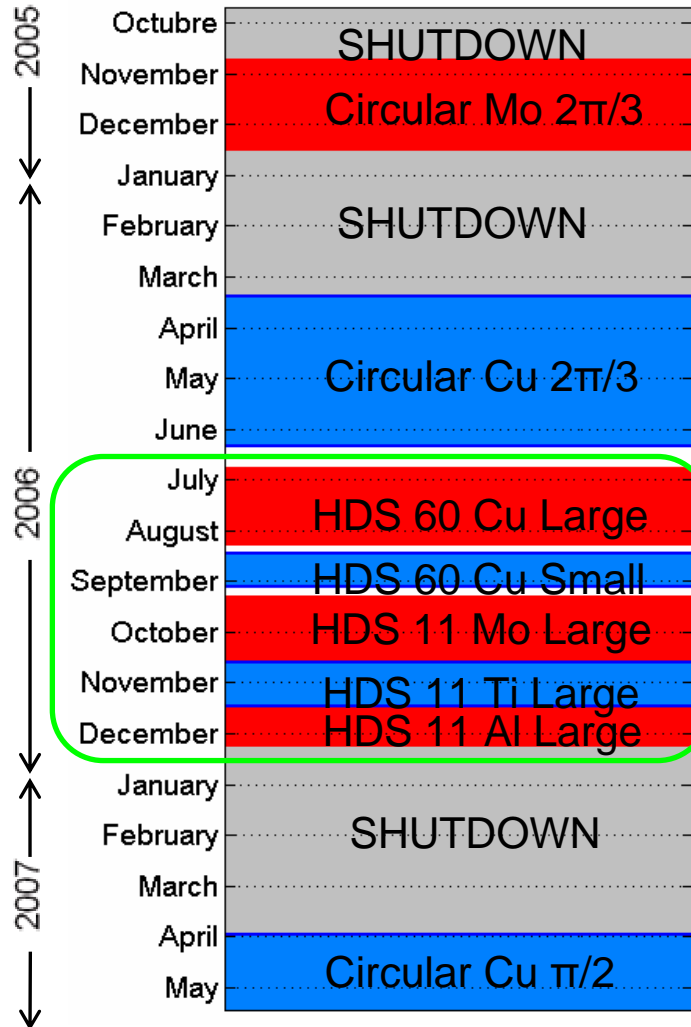 2005
Octubre
SHUTDOWN
November
Circular Mo 2π/3
December
January
2006
February
SHUTDOWN
March
April
May
Circular Cu 2π/3
June
July
HDS 60 Cu Large
August
September
HDS 60 Cu Small
October
HDS 11 Mo Large
November
HDS 11 Ti Large
December
HDS 11 Al Large
January
2007
February
SHUTDOWN
March
April
Circular Cu π/2
May